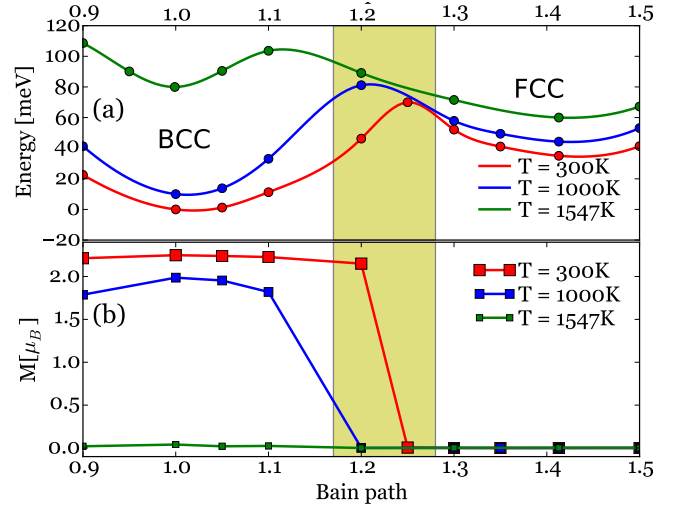 0.9 1.0 1.1 1.2 1.3 1.4 1.5
120
100
80
60
40
20
0
−20
Energy [meV]
(a)
BCC
FCC
T = 300K
T = 1000K
T = 1547K
2.0
1.5
1.0
0.5
0.0
M[μ_B ]
(b)
T = 300K
T = 1000K
T = 1547K
0.9 1.0 1.1 1.2 1.3 1.4 1.5
Bain path